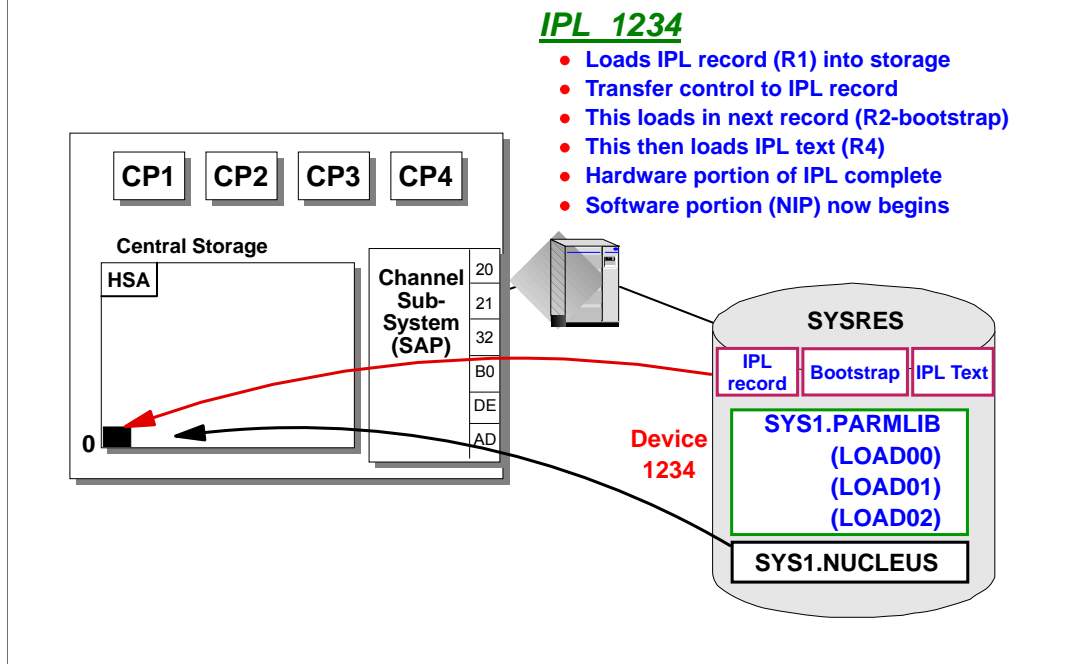 IPL 1234
Loads IPL record (R1) into storage
Transfer control to IPL record
This loads in next record (R2-bootstrap)
This then loads IPL text (R4)
Hardware portion of IPL complete
Software portion (NIP) now begins
CP1 CP2 CP3 CP4
Central Storage
HSA
0
Channel
Sub-
System
(SAP)
20
21
32
B0
DE
AD
Device
1234
SYSRES
IPL
record
Bootstrap
IPL Text
SYS1.PARMLIB
(LOAD00)
(LOAD01)
(LOAD02)
SYS1.NUCLEUS